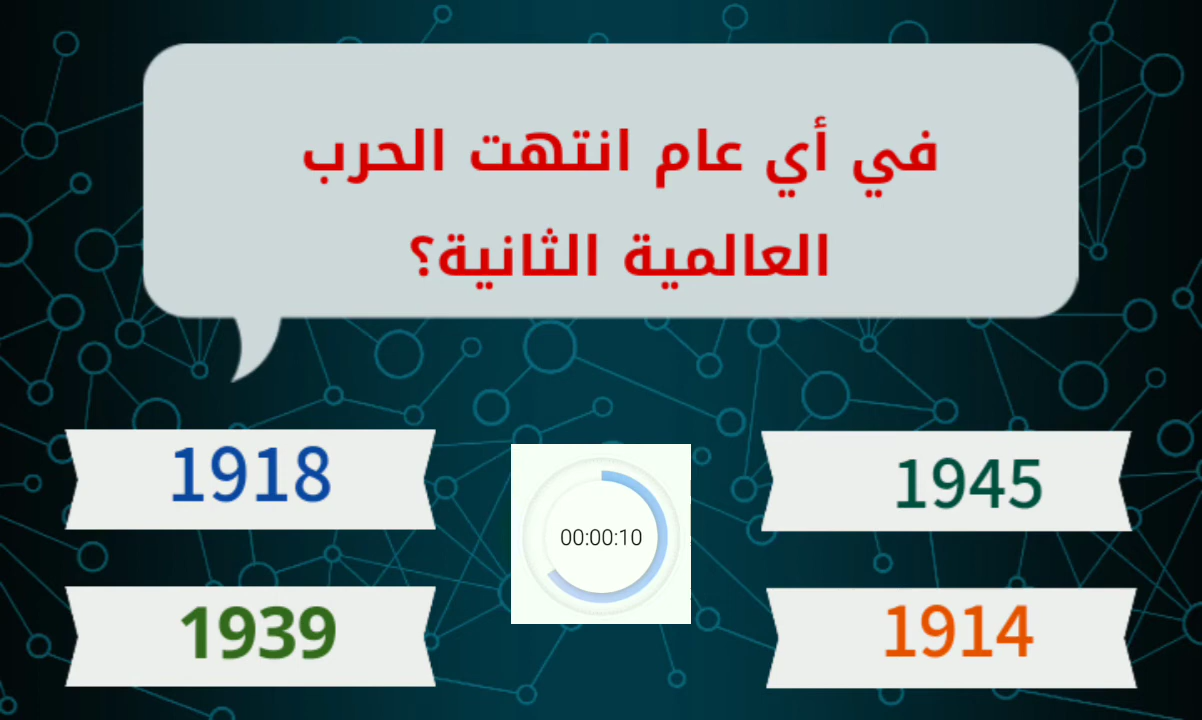 في أي عام انتهت الحرب
العالمية الثانية؟
1945
1918
00:00:10
1914
1939